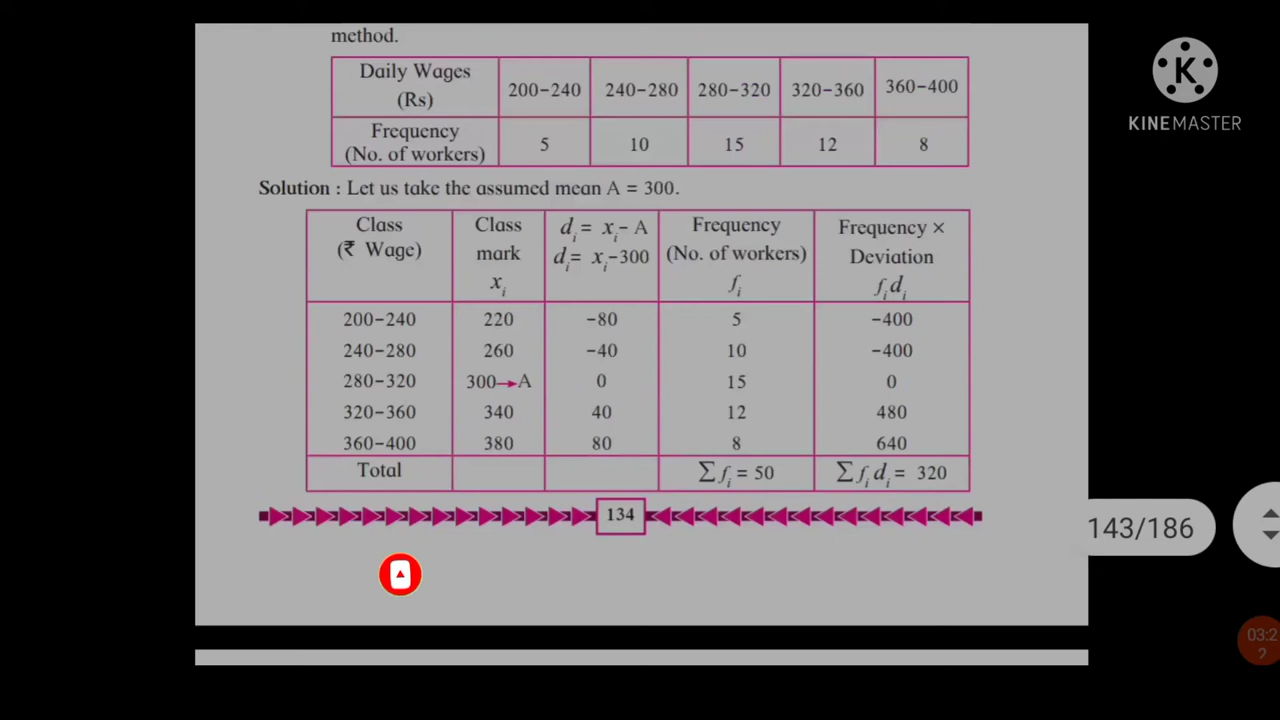 method.
Daily Wages (Rs) 200-240 240-280 280-320 320-360 360-400
Frequency (No. of workers) 5 10 15 12 8
Solution : Let us take the assumed mean A = 300.
Class (₹ Wage) Class mark xᵢ dᵢ = xᵢ- A dᵢ= xᵢ-300 Frequency (No. of workers) fᵢ Frequency × Deviation fᵢdᵢ
200-240 220 -80 5 -400
240-280 260 -40 10 -400
280-320 300→A 0 15 0
320-360 340 40 12 480
360-400 380 80 8 640
Total ∑fᵢ = 50 ∑fᵢdᵢ = 320
134
K
KINEMASTER
143/186
03:2
2